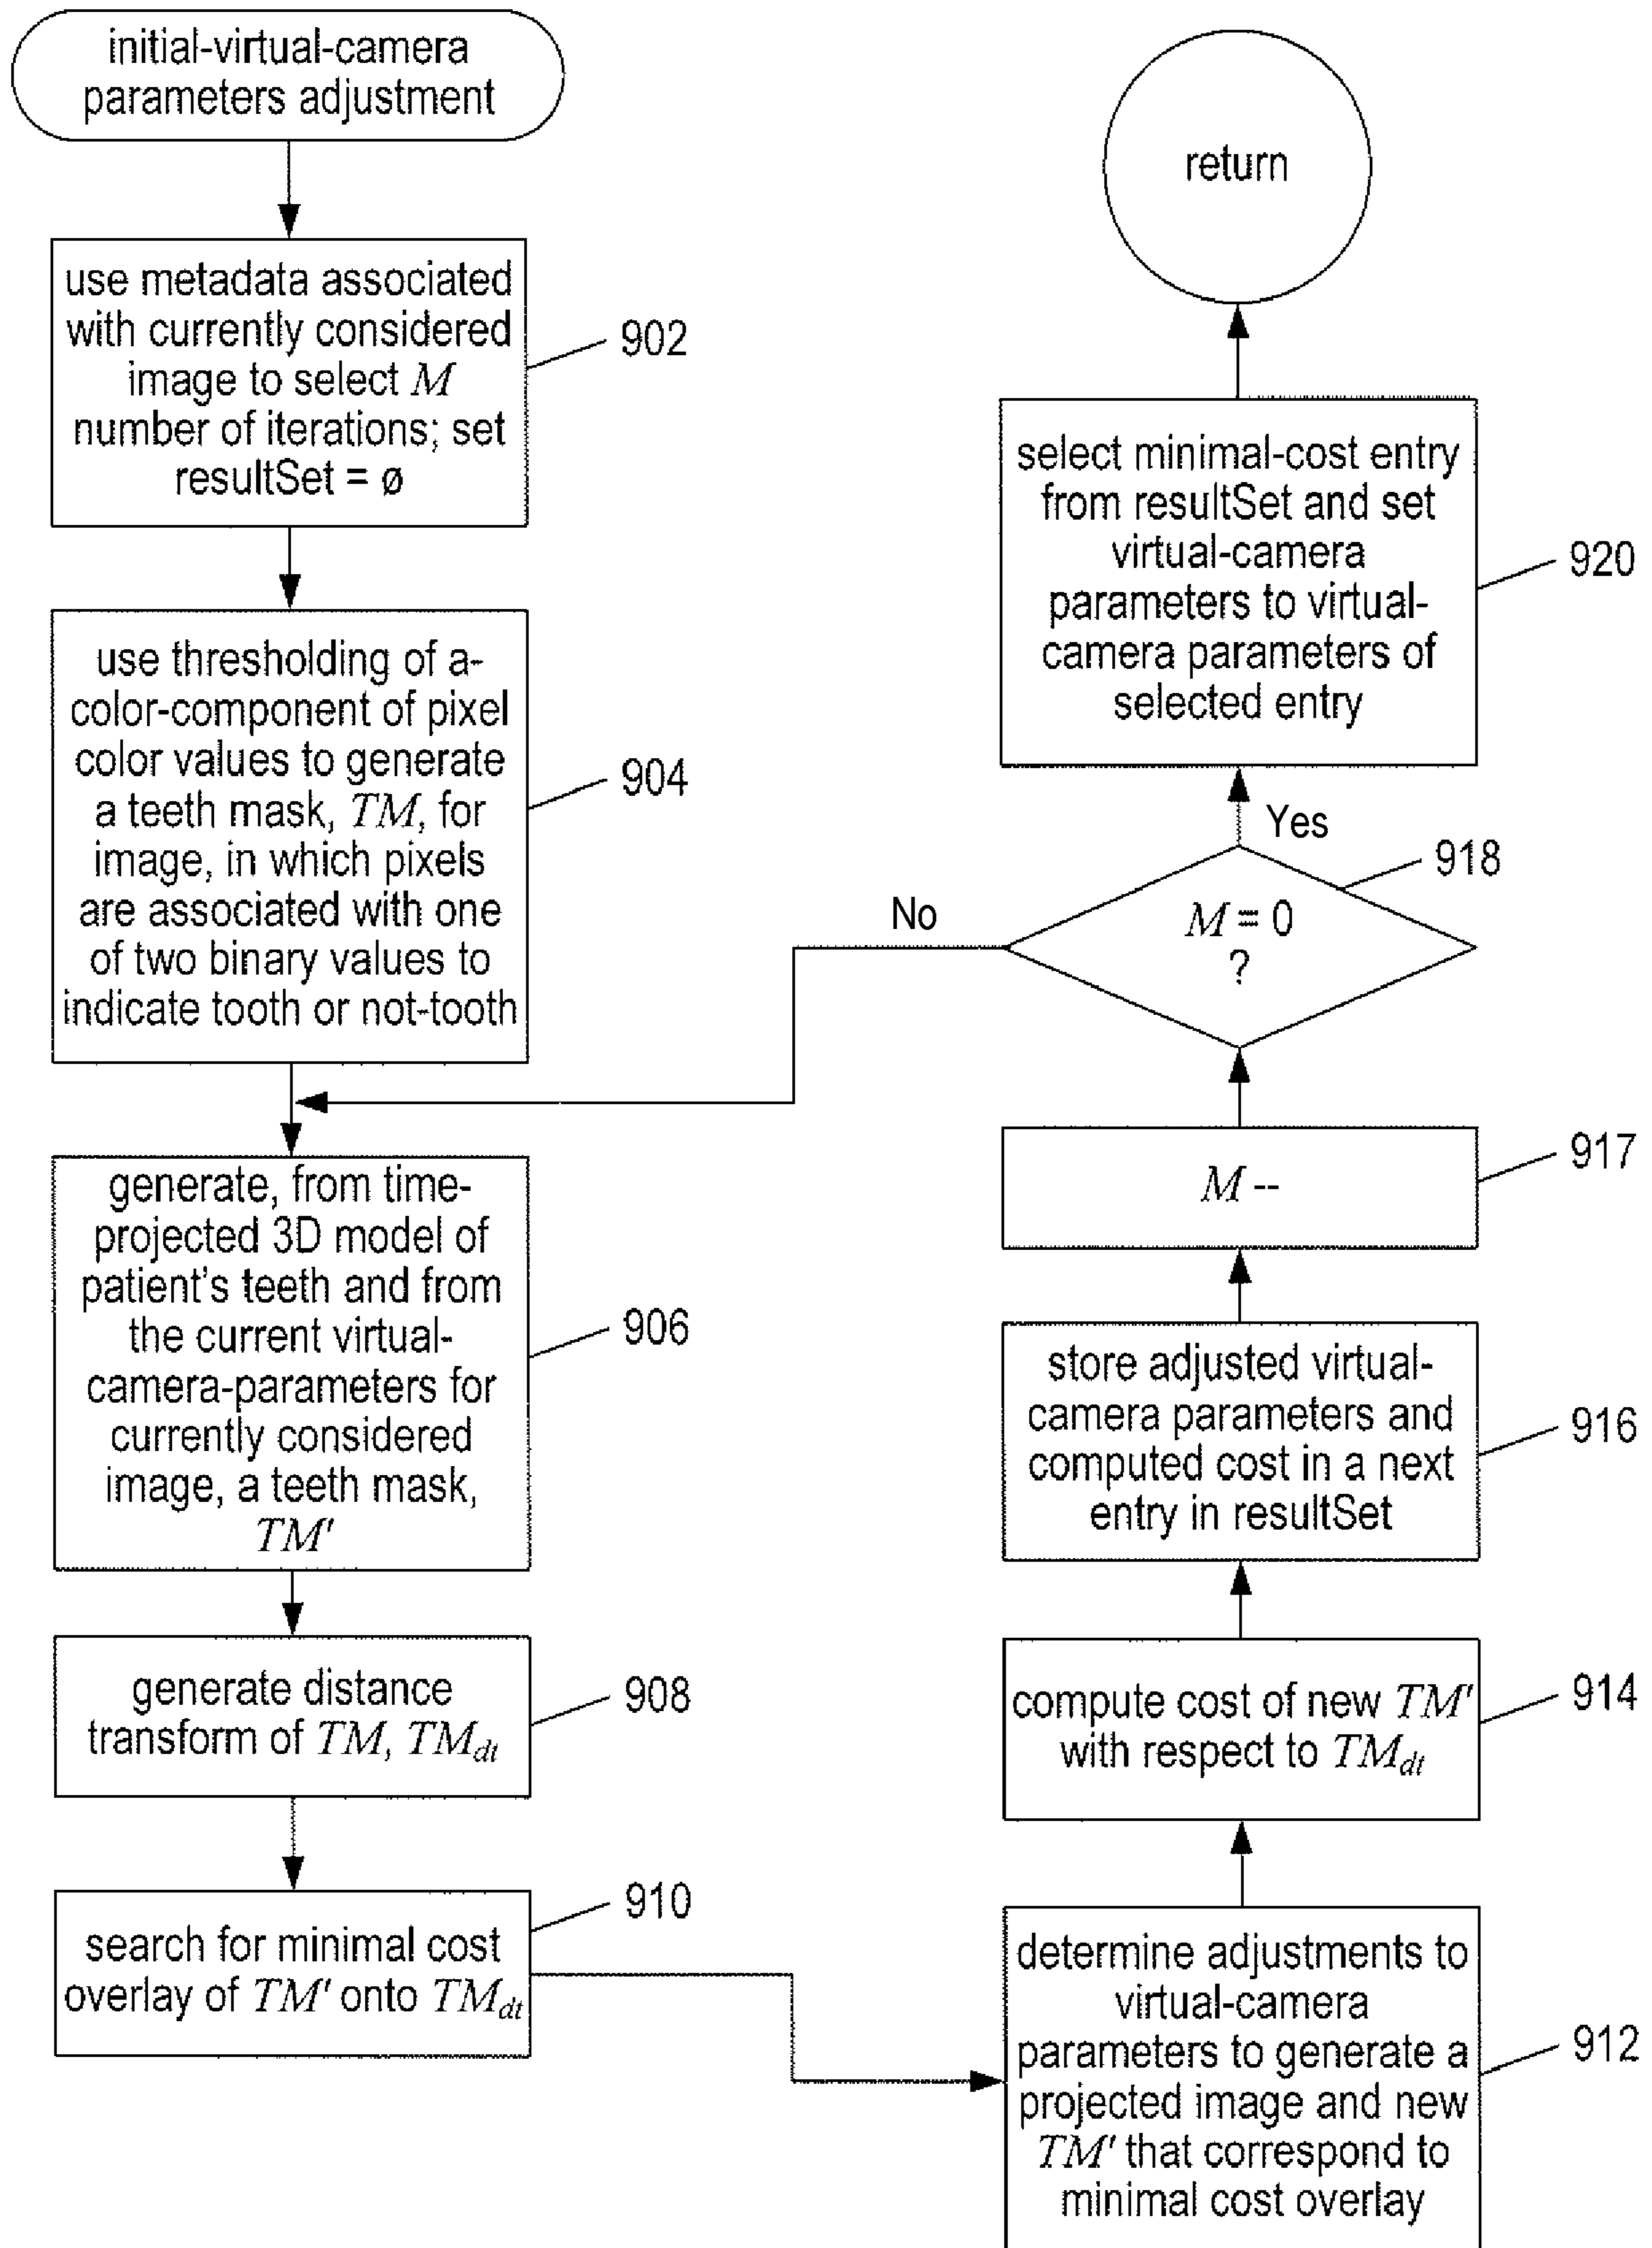 initial-virtual-camera
parameters adjustment
use metadata associated
with currently considered
image to select M
number of iterations; set
resultSet = ø
902
use thresholding of a-
color-component of pixel
color values to generate
a teeth mask, TM, for
image, in which pixels
are associated with one
of two binary values to
indicate tooth or not-tooth
904
generate, from time-
projected 3D model of
patient's teeth and from
the current virtual-
camera-parameters for
currently considered
image, a teeth mask,
TM'
906
generate distance
transform of TM, TMdt
908
search for minimal cost
overlay of TM' onto TMdt
910
determine adjustments to
virtual-camera
parameters to generate a
projected image and new
TM' that correspond to
minimal cost overlay
912
compute cost of new TM'
with respect to TMdt
914
store adjusted virtual-
camera parameters and
computed cost in a next
entry in resultSet
916
M --
917
M = 0
?
918
No
Yes
select minimal-cost entry
from resultSet and set
virtual-camera
parameters to virtual-
camera parameters of
selected entry
920
return